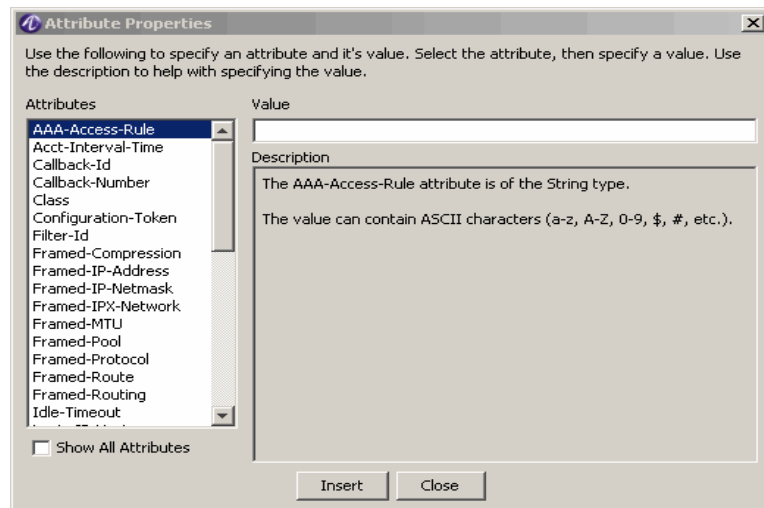 Attribute Properties
Use the following to specify an attribute and it's value. Select the attribute, then specify a value. Use
the description to help with specifying the value.
Attributes
AAA-Access-Rule
Acct-Interval-Time
Callback-Id
Callback-Number
Class
Configuration-Token
Filter-Id
Framed-Compression
Framed-IP-Address
Framed-IP-Netmask
Framed-IPX-Network
Framed-MTU
Framed-Pool
Framed-Protocol
Framed-Route
Framed-Routing
Idle-Timeout
Show All Attributes
Value
Description
The AAA-Access-Rule attribute is of the String type.
The value can contain ASCII characters (a-z, A-Z, 0-9, $, #, etc.).
Insert
Close